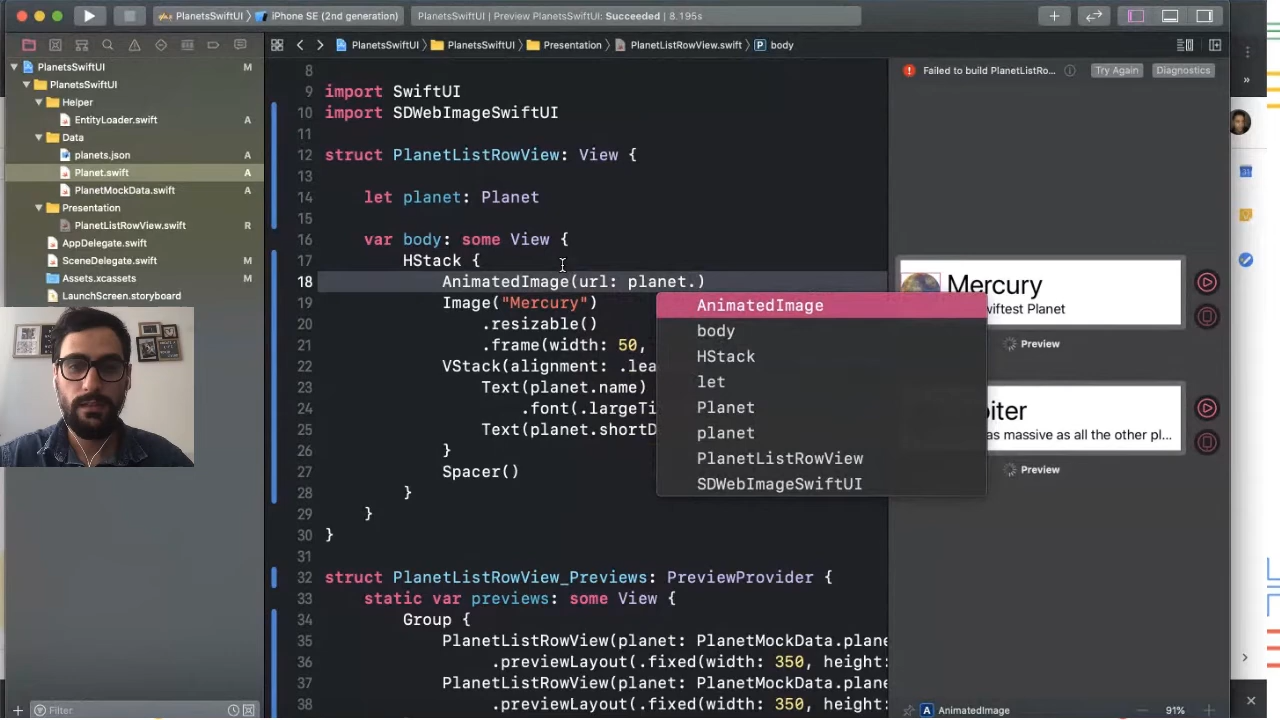 PlanetsSwiftUI
iPhone SE (2nd generation)
PlanetsSwiftUI | Preview PlanetsSwiftUI: Succeeded | 8.195s
PlanetsSwiftUI
PlanetsSwiftUI
Presentation
PlanetListRowView.swift
P body
PlanetsSwiftUI M
PlanetsSwiftUI
Helper
EntityLoader.swift A
Data
planets.json A
Planet.swift A
PlanetMockData.swift A
Presentation
PlanetListRowView.swift R
AppDelegate.swift
SceneDelegate.swift M
Assets.xcassets M
LaunchScreen.storyboard
Filter
8
9 import SwiftUI
10 import SDWebImageSwiftUI
11
12 struct PlanetListRowView: View {
13
14 let planet: Planet
15
16 var body: some View {
17 HStack {
18 AnimatedImage(url: planet.)
19 Image("Mercury")
20 .resizable()
21 .frame(width: 50,
22 VStack(alignment: .lea
23 Text(planet.name)
24 .font(.largeTi
25 Text(planet.shortD
26 }
27 Spacer()
28 }
29 }
30 }
31
32 struct PlanetListRowView_Previews: PreviewProvider {
33 static var previews: some View {
34 Group {
35 PlanetListRowView(planet: PlanetMockData.plane
36 .previewLayout(.fixed(width: 350, height:
37 PlanetListRowView(planet: PlanetMockData.plane
38 .previewLayout(.fixed(width: 350, height:
AnimatedImage
body
HStack
let
Planet
planet
PlanetListRowView
SDWebImageSwiftUI
Failed to build PlanetListRo...
Try Again
Diagnostics
Mercury
wiftest Planet
Preview
iter
as massive as all the other pl...
Preview
A AnimatedImage
91%